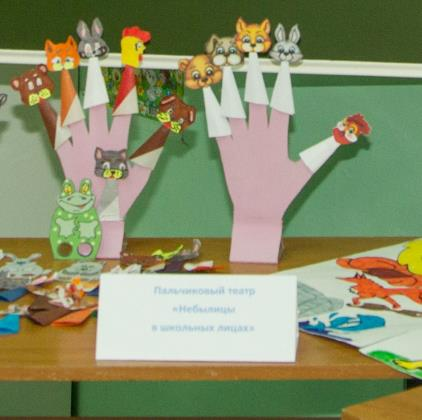 Пальчиковый театр
«Небылицы
в школьных лицах»